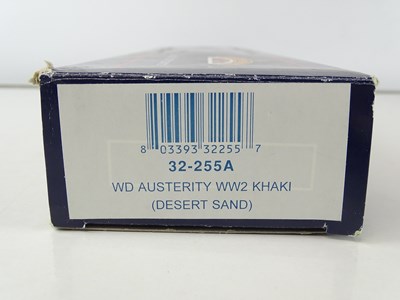 8 03393 32255 7
32-255A
WD AUSTERITY WW2 KHAKI
(DESERT SAND)